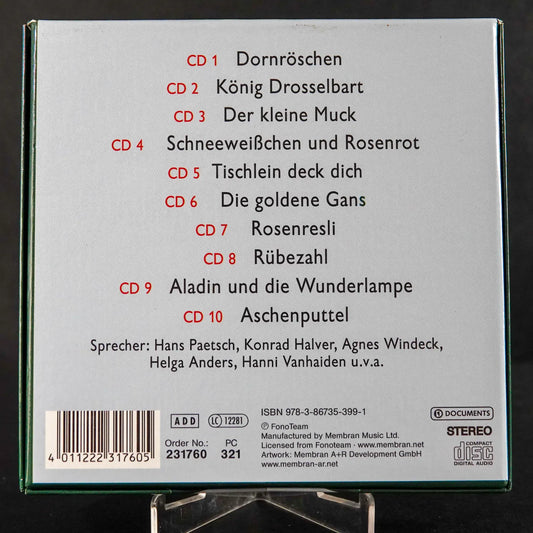 CD 1 Dornröschen
CD 2 König Drosselbart
CD 3 Der kleine Muck
CD 4 Schneeweißchen und Rosenrot
CD 5 Tischlein deck dich
CD 6 Die goldene Gans
CD 7 Rosenresli
CD 8 Rübezahl
CD 9 Aladin und die Wunderlampe
CD 10 Aschenputtel
Sprecher: Hans Paetsch, Konrad Halver, Agnes Windeck,
Helga Anders, Hanni Vanhaiden u.v.a.
4 011222 317605
ADD LC 12281
Order No.: PC
231760 321
ISBN 978-3-86735-399-1
℗ FonoTeam
Manufactured by Membran Music Ltd.
Licensed from Fonoteam · www.membran.net
Artwork: Membran A+R Development GmbH
www.membran-ar.net
DOCUMENTS
STEREO
COMPACT
disc
DIGITAL AUDIO